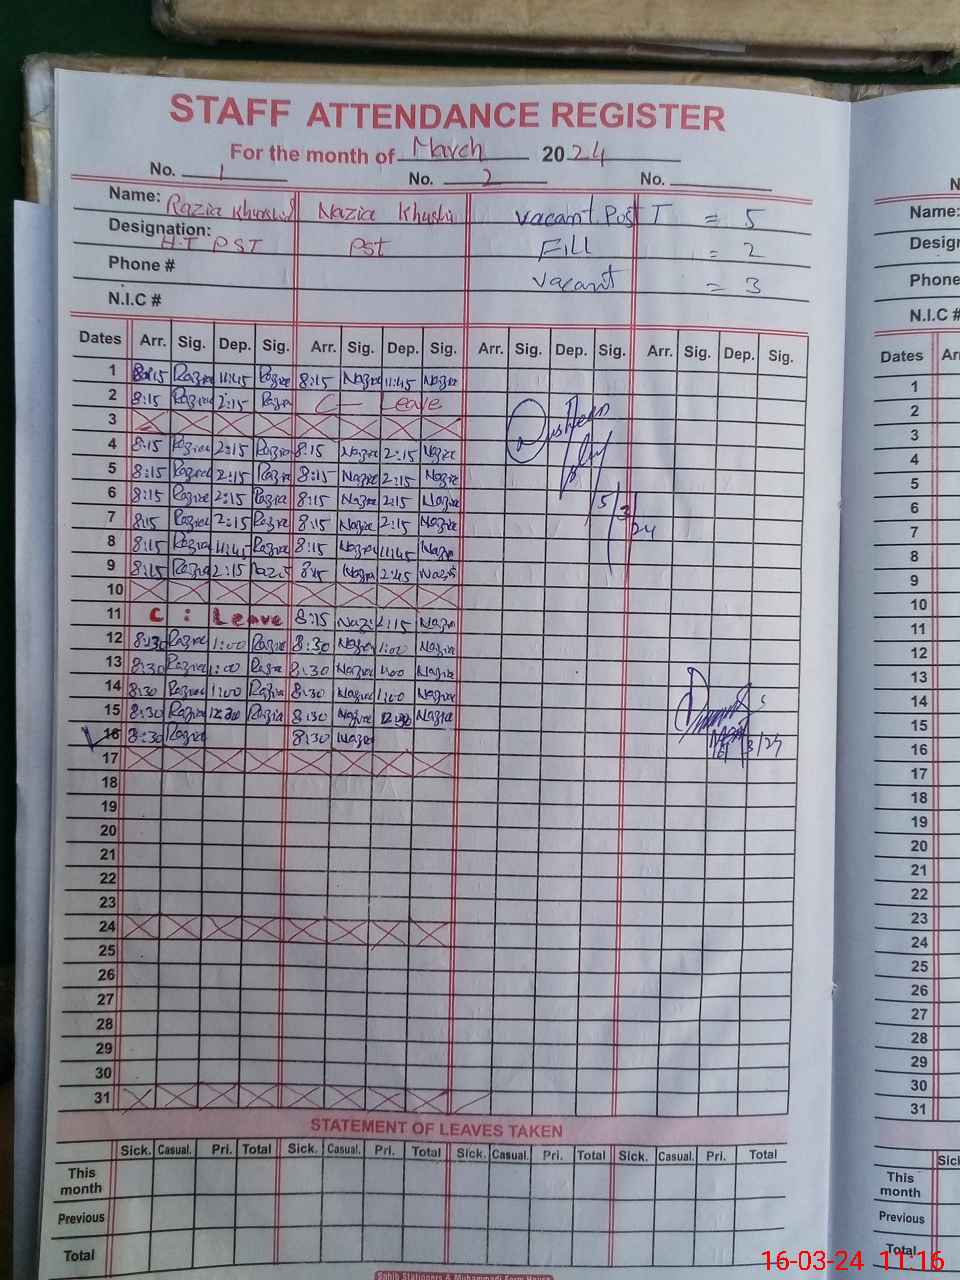 STAFF ATTENDANCE REGISTER
For the month of March 2024
No. 1 No. 2 No.
Name: Razia Khurshid Nazia Khushi Vacant Post T = 5
Designation: H.T PST PST Fill = 2
Phone # Vacant = 3
N.I.C #
Dates Arr. Sig. Dep. Sig. Arr. Sig. Dep. Sig. Arr. Sig. Dep. Sig. Arr. Sig. Dep. Sig.
1 8:15 Razia 11:45 Razia 8:15 Nazia 11:45 Nazia
2 8:15 Razia 2:15 Razia C — Leave
3
4 8:15 Razia 2:15 Razia 8:15 Nazia 2:15 Nazia
5 8:15 Razia 2:15 Razia 8:15 Nazia 2:15 Nazia
6 8:15 Razia 2:15 Razia 8:15 Nazia 2:15 Nazia
7 8:15 Razia 2:15 Razia 8:15 Nazia 2:15 Nazia
5/3/24
8 8:15 Razia 11:45 Razia 8:15 Nazia 11:45 Nazia
9 8:15 Razia 2:15 8:15 Nazia 2:45 Nazia
10
11 C : Leave 8:15 Nazia 2:15 Nazia
12 8:30 Razia 1:00 Razia 8:30 Nazia 1:00 Nazia
13 8:30 Razia 1:00 Razia 8:30 Nazia 1:00 Nazia
14 8:30 Razia 1:00 Razia 8:30 Nazia 1:00 Nazia
15 8:30 Razia 12:30 Razia 8:30 Nazia 12:30 Nazia
16 8:30 Razia 8:30 Nazia 16/3/24
17
18
19
20
21
22
23
24
25
26
27
28
29
30
31
STATEMENT OF LEAVES TAKEN
Sick. Casual. Pri. Total Sick. Casual. Pri. Total Sick. Casual. Pri. Total Sick. Casual. Pri. Total
This month
Previous
Total
Sahib Stationers & Muhammadi Form House
Name:
Phone
N.I.C #
Dates
1
2
3
4
5
6
7
8
9
10
11
12
13
14
15
16
17
18
19
20
21
22
23
24
25
26
27
28
29
30
31
This month
Previous
Total
16-03-24 11:16